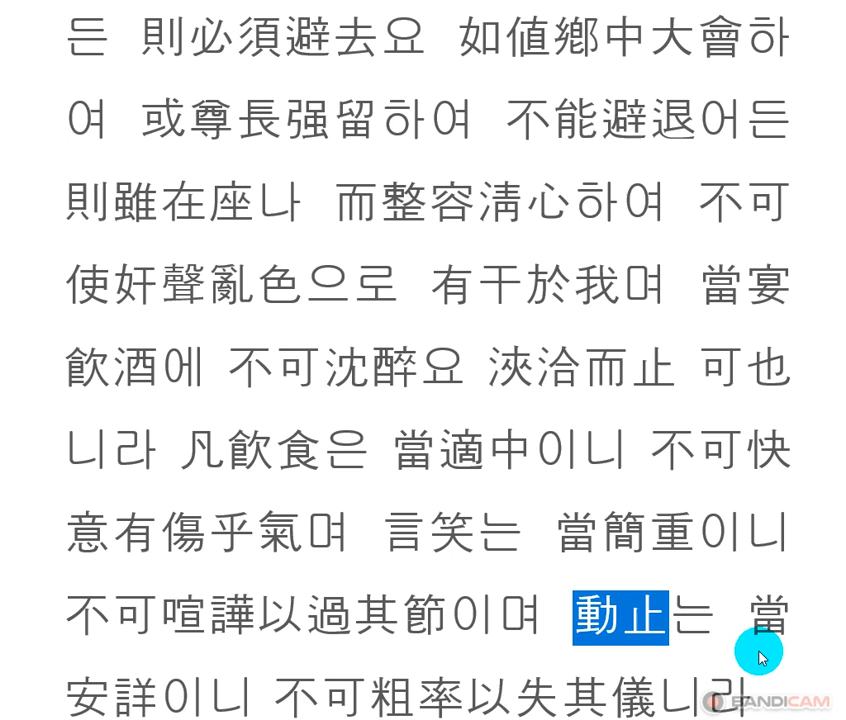 든 則必須避去요 如値鄕中大會하
여 或尊長强留하여 不能避退어든
則雖在座나 而整容淸心하여 不可
使奸聲亂色으로 有干於我며 當宴
飮酒에 不可沈醉요 浹洽而止 可也
니라 凡飮食은 當適中이니 不可快
意有傷乎氣며 言笑는 當簡重이니
不可喧譁以過其節이며 動止는 當
安詳이니 不可粗率以失其儀니라
BANDICAM